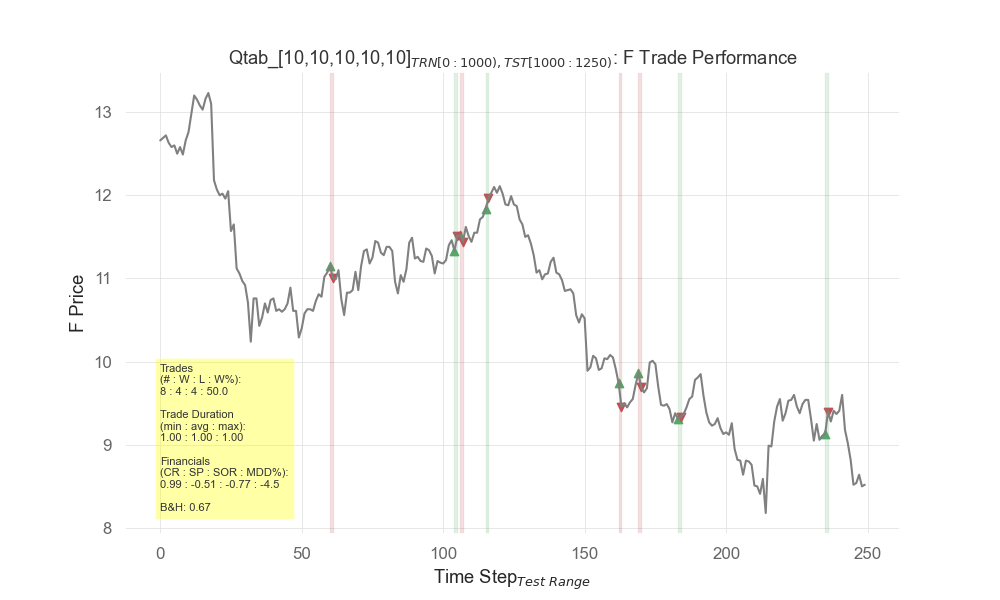 Qtab_[10,10,10,10,10]TRN[0 : 1000), TST[1000 : 1250): F Trade Performance
F Price
13
12
11
10
9
8
Trades
(# : W : L : W%):
8 : 4 : 4 : 50.0
Trade Duration
(min : avg : max):
1.00 : 1.00 : 1.00
Financials
(CR : SP : SOR : MDD%):
0.99 : -0.51 : -0.77 : -4.5
B&H: 0.67
0 50 100 150 200 250
Time StepTest Range